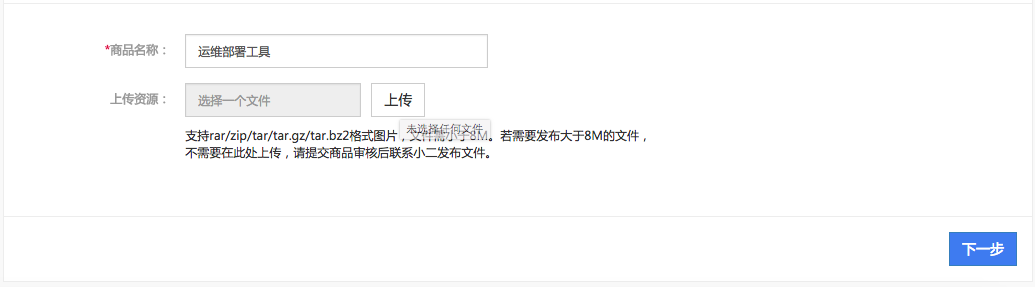 *商品名称：
运维部署工具
上传资源：
选择一个文件
上传
未选择任何文件
支持rar/zip/tar/tar.gz/tar.bz2格式图片，文件需小于8M。若需要发布大于8M的文件，
不需要在此处上传，请提交商品审核后联系小二发布文件。
下一步